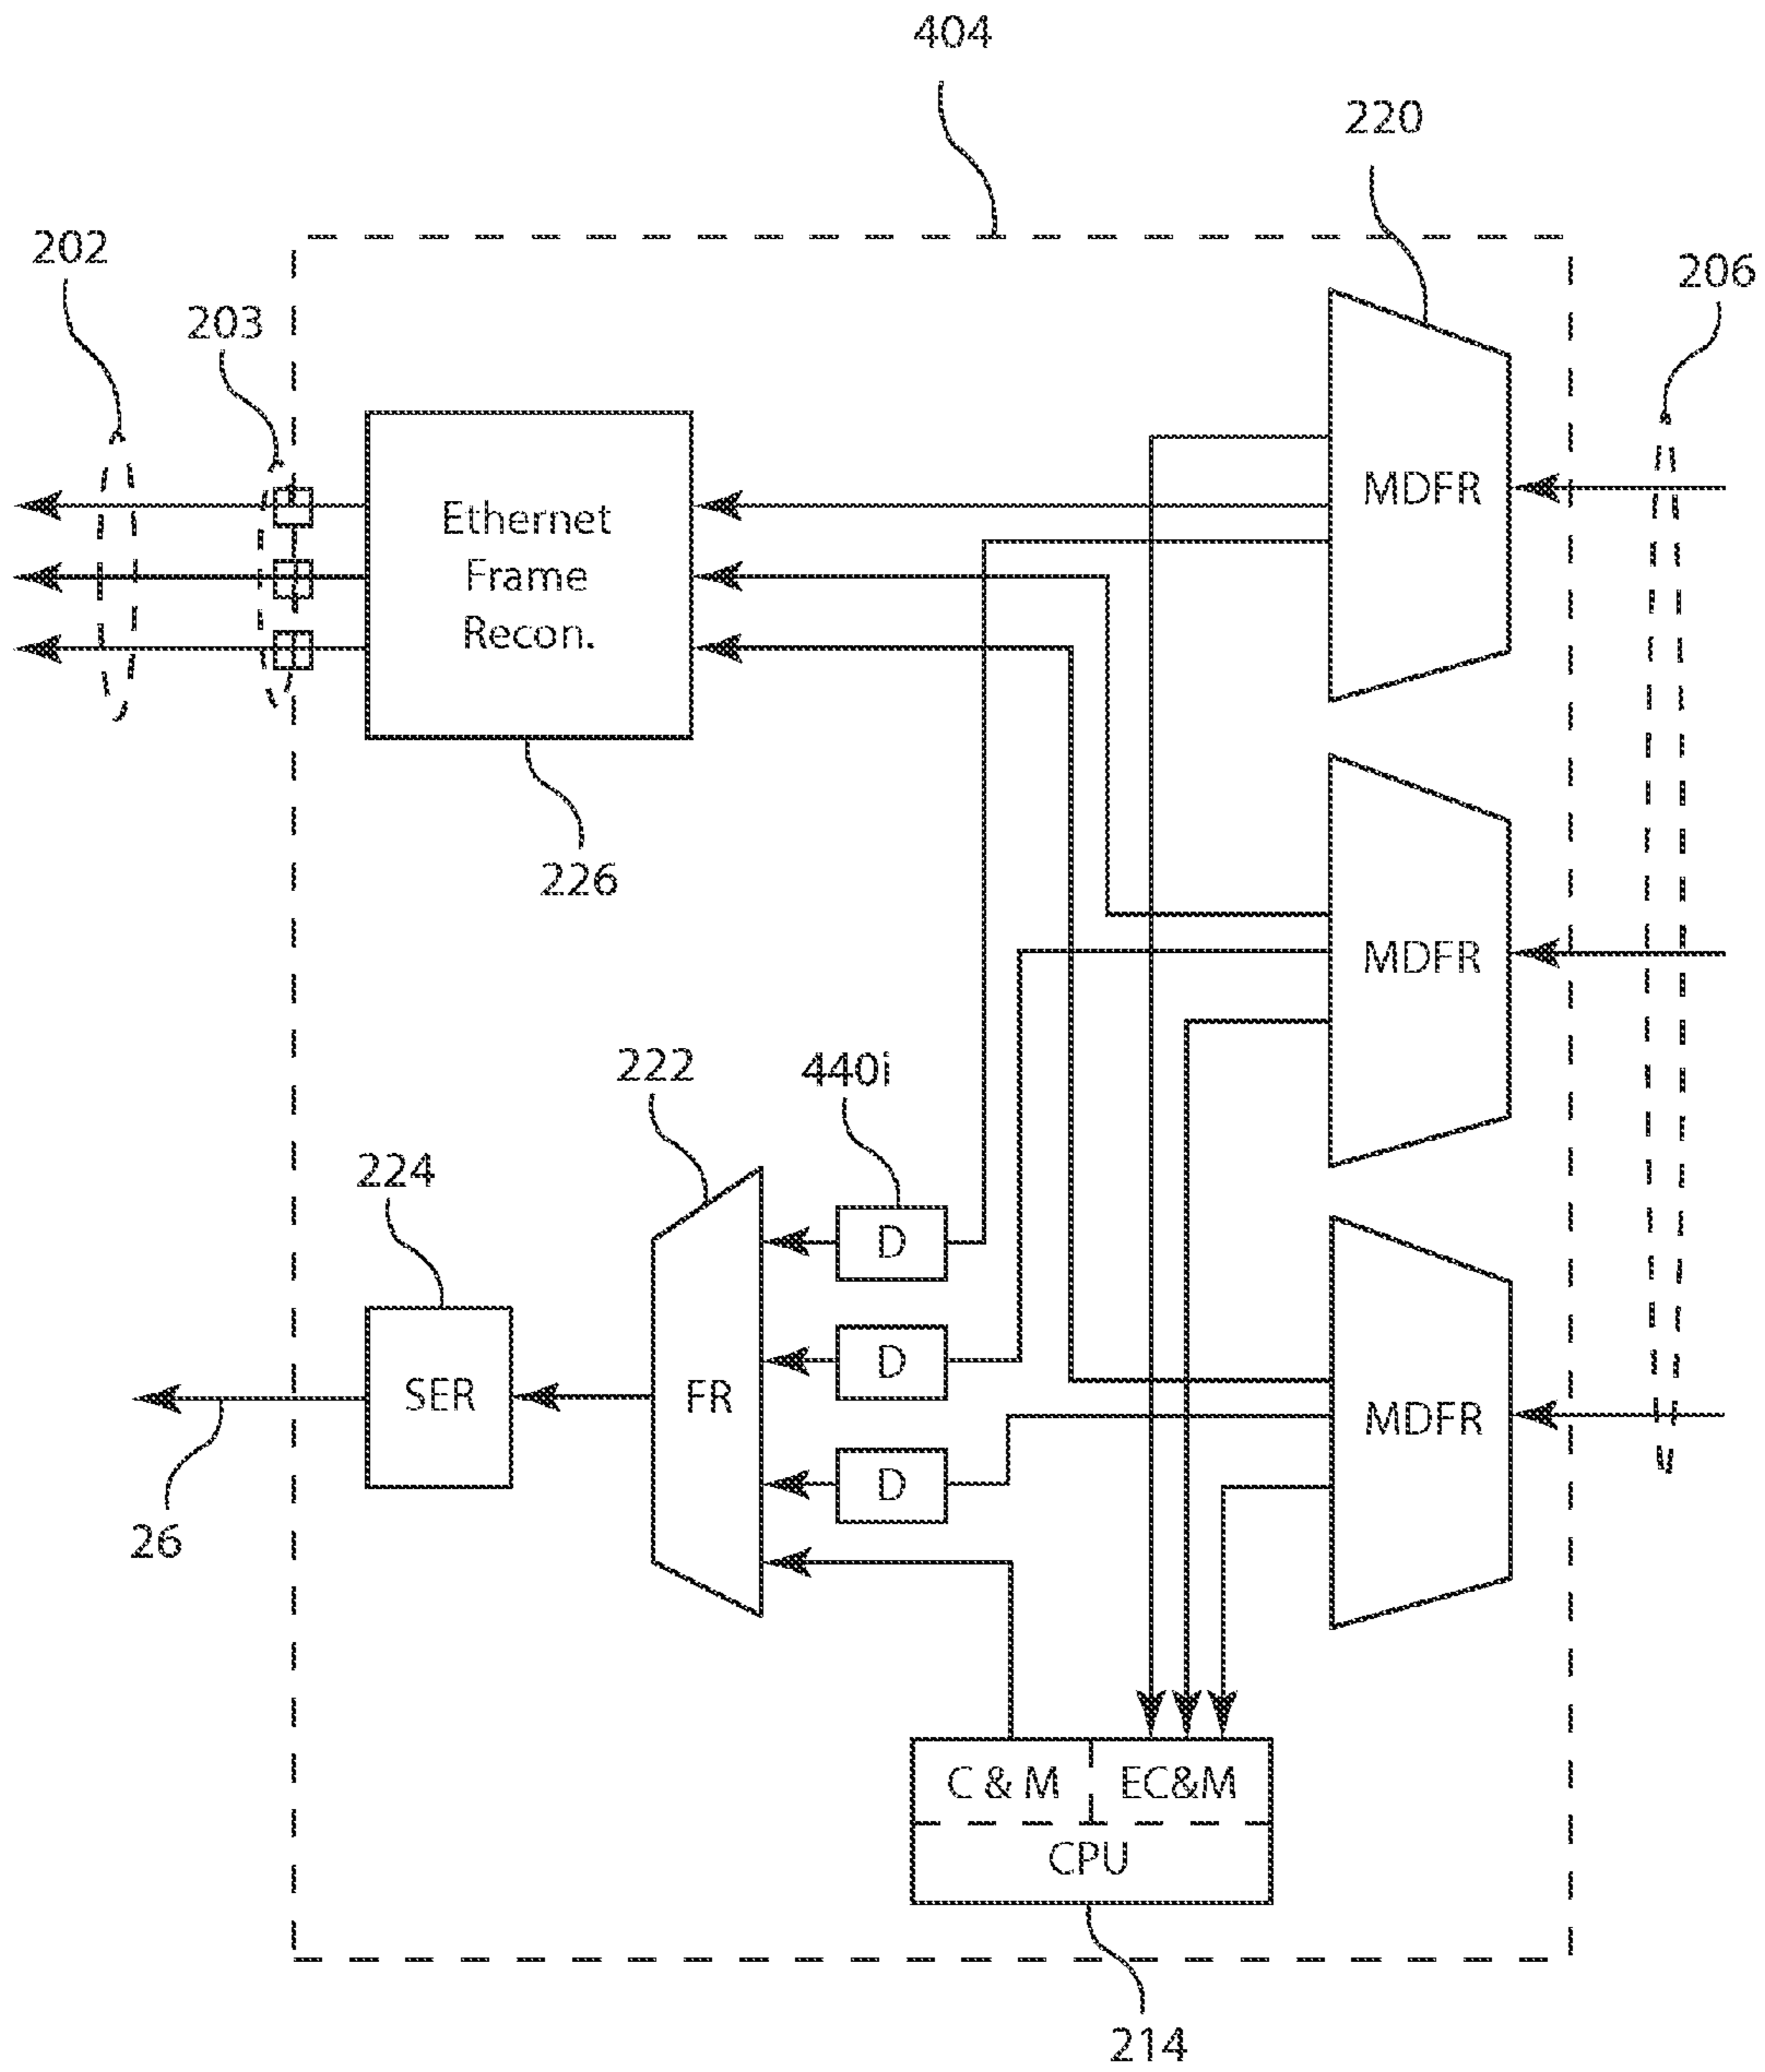 404
220
202
206
203
MDFR
Ethernet
Frame
Recon.
226
MDFR
222
440i
224
D
D
SER
FR
MDFR
D
26
C & M
EC&M
CPU
214